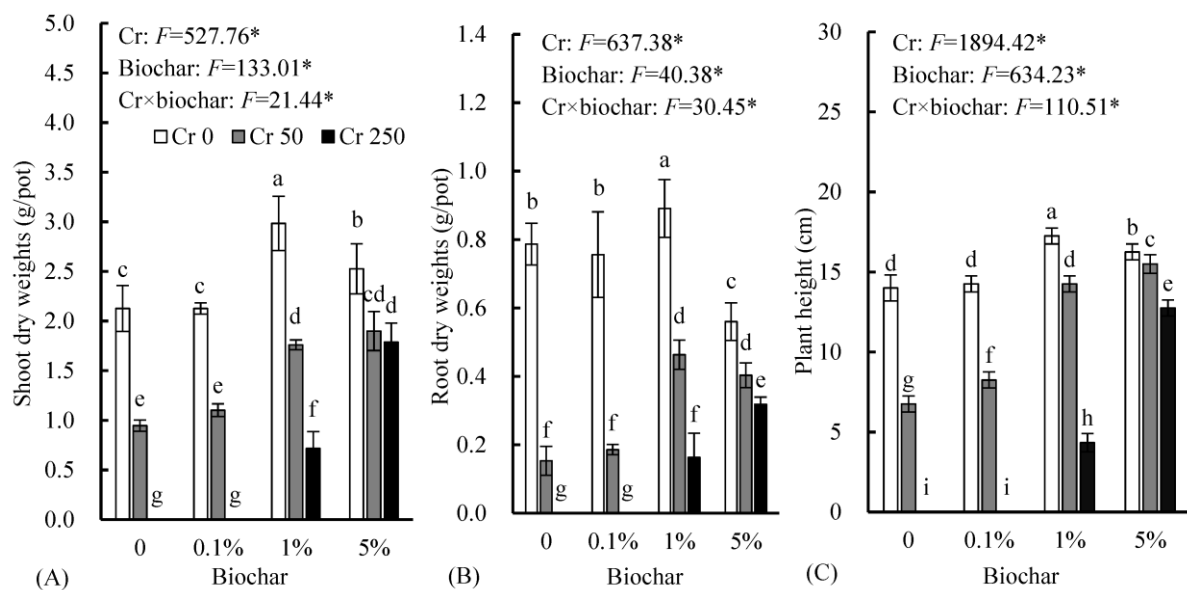 5.0
4.5
4.0
3.5
3.0
2.5
2.0
1.5
1.0
0.5
0.0
Shoot dry weights (g/pot)
Cr: F=527.76*
Biochar: F=133.01*
Cr×biochar: F=21.44*
Cr 0 Cr 50 Cr 250
c e g
c e g
a d f
b cd d
0 0.1% 1% 5%
(A) Biochar
1.4
1.2
1.0
0.8
0.6
0.4
0.2
0.0
Root dry weights (g/pot)
Cr: F=637.38*
Biochar: F=40.38*
Cr×biochar: F=30.45*
b f g
b f g
a d f
c d e
0 0.1% 1% 5%
(B) Biochar
30
25
20
15
10
5
0
Plant height (cm)
Cr: F=1894.42*
Biochar: F=634.23*
Cr×biochar: F=110.51*
d g i
d f i
a d h
b c e
0 0.1% 1% 5%
(C) Biochar